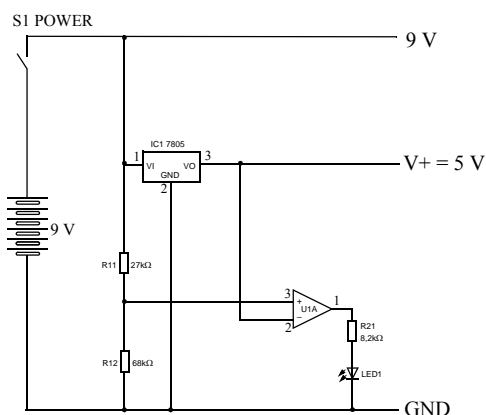 S1 POWER
9 V
IC1 7805
1
VI
VO
3
GND
2
V+ = 5 V
9 V
R11
27kΩ
3
+
U1A
1
−
2
R21
8,2kΩ
R12
68kΩ
LED1
GND